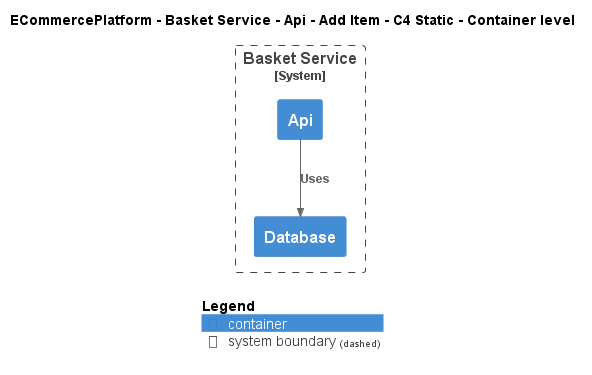 ECommercePlatform - Basket Service - Api - Add Item - C4 Static - Container level
Basket Service
[System]
Api
Uses
Database
Legend
container
system boundary (dashed)